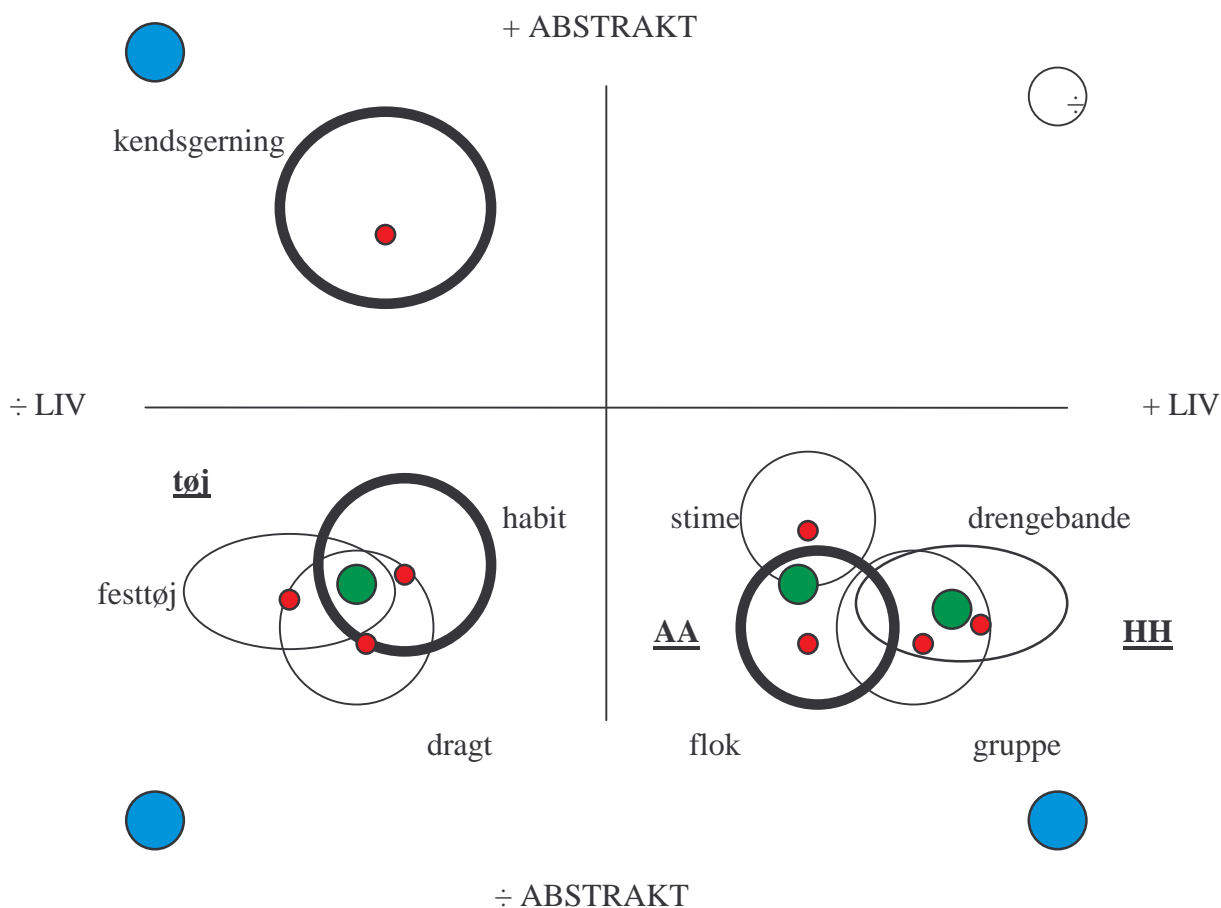 + ABSTRAKT
÷
kendsgerning
÷ LIV
+ LIV
tøj
habit
stime
drengebande
festtøj
AA
HH
dragt
flok
gruppe
÷ ABSTRAKT